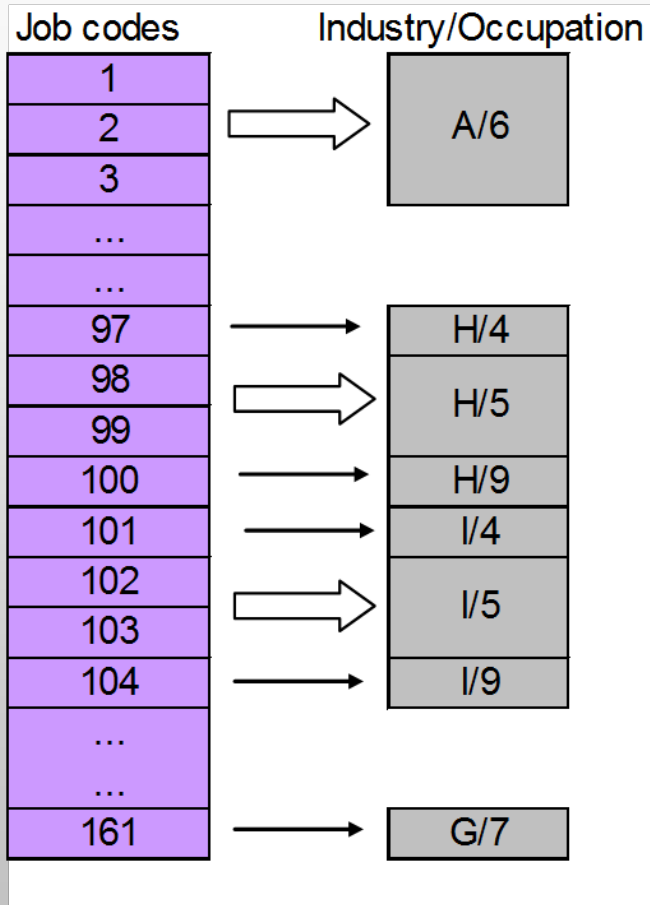 Job codes Industry/Occupation
1
2 A/6
3
...
...
97 H/4
98
H/5
99
100 H/9
101 I/4
102
I/5
103
104 I/9
...
...
161 G/7